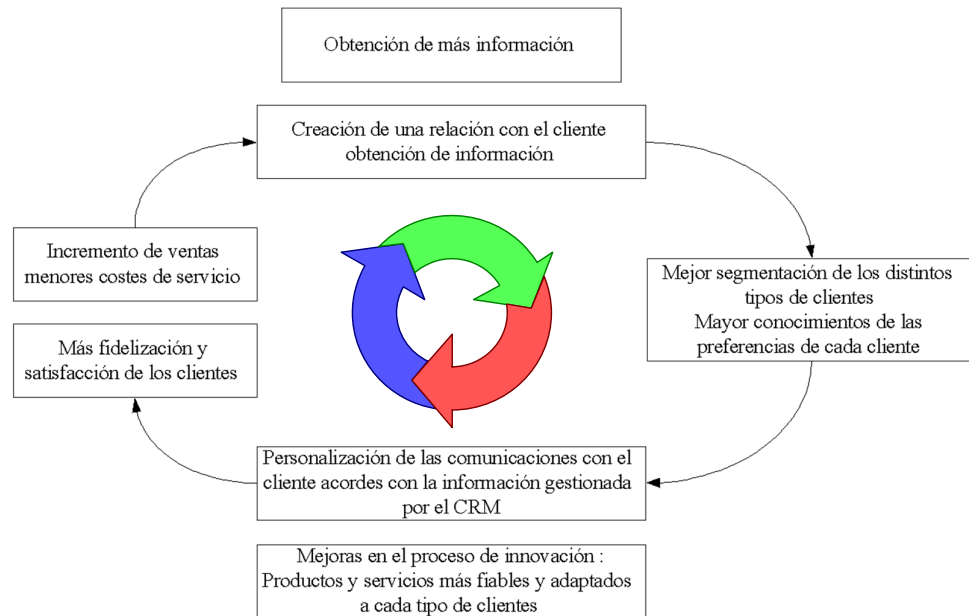 Obtención de más información
Creación de una relación con el cliente
obtención de información
Incremento de ventas
menores costes de servicio
Mejor segmentación de los distintos
tipos de clientes
Mayor conocimientos de las
preferencias de cada cliente
Más fidelización y
satisfacción de los clientes
Personalización de las comunicaciones con el
cliente acordes con la información gestionada
por el CRM
Mejoras en el proceso de innovación :
Productos y servicios más fiables y adaptados
a cada tipo de clientes